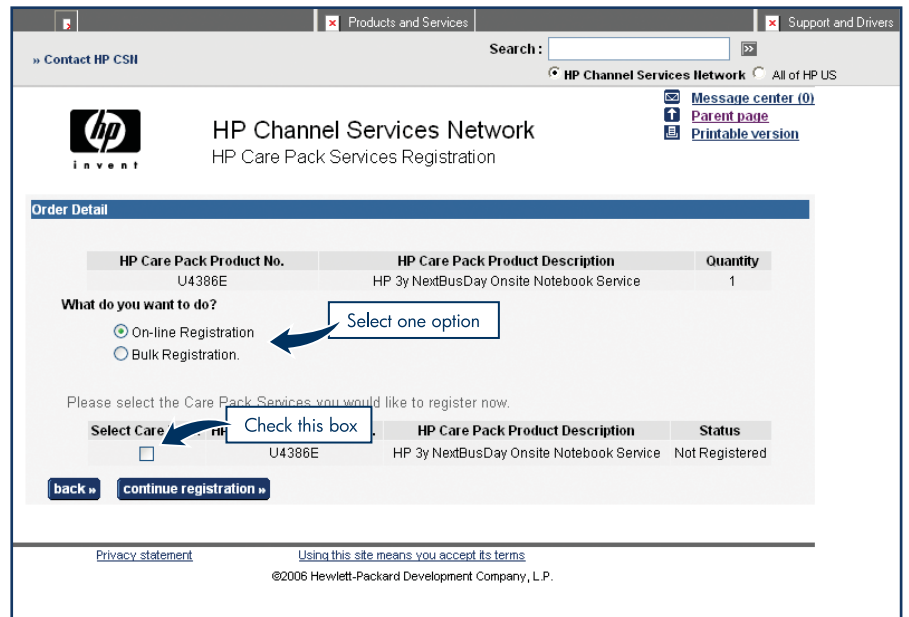 Products and Services
Support and Drivers
» Contact HP CSN
Search :
»
HP Channel Services Network All of HP US
Message center (0)
Parent page
Printable version
hp
invent
HP Channel Services Network
HP Care Pack Services Registration
Order Detail
HP Care Pack Product No. HP Care Pack Product Description Quantity
U4386E HP 3y NextBusDay Onsite Notebook Service 1
What do you want to do?
On-line Registration
Select one option
Bulk Registration.
Please select the Care Pack Services you would like to register now.
Check this box
Select Care HP Care Pack Product Description Status
U4386E HP 3y NextBusDay Onsite Notebook Service Not Registered
back » continue registration »
Privacy statement Using this site means you accept its terms
©2006 Hewlett-Packard Development Company, L.P.